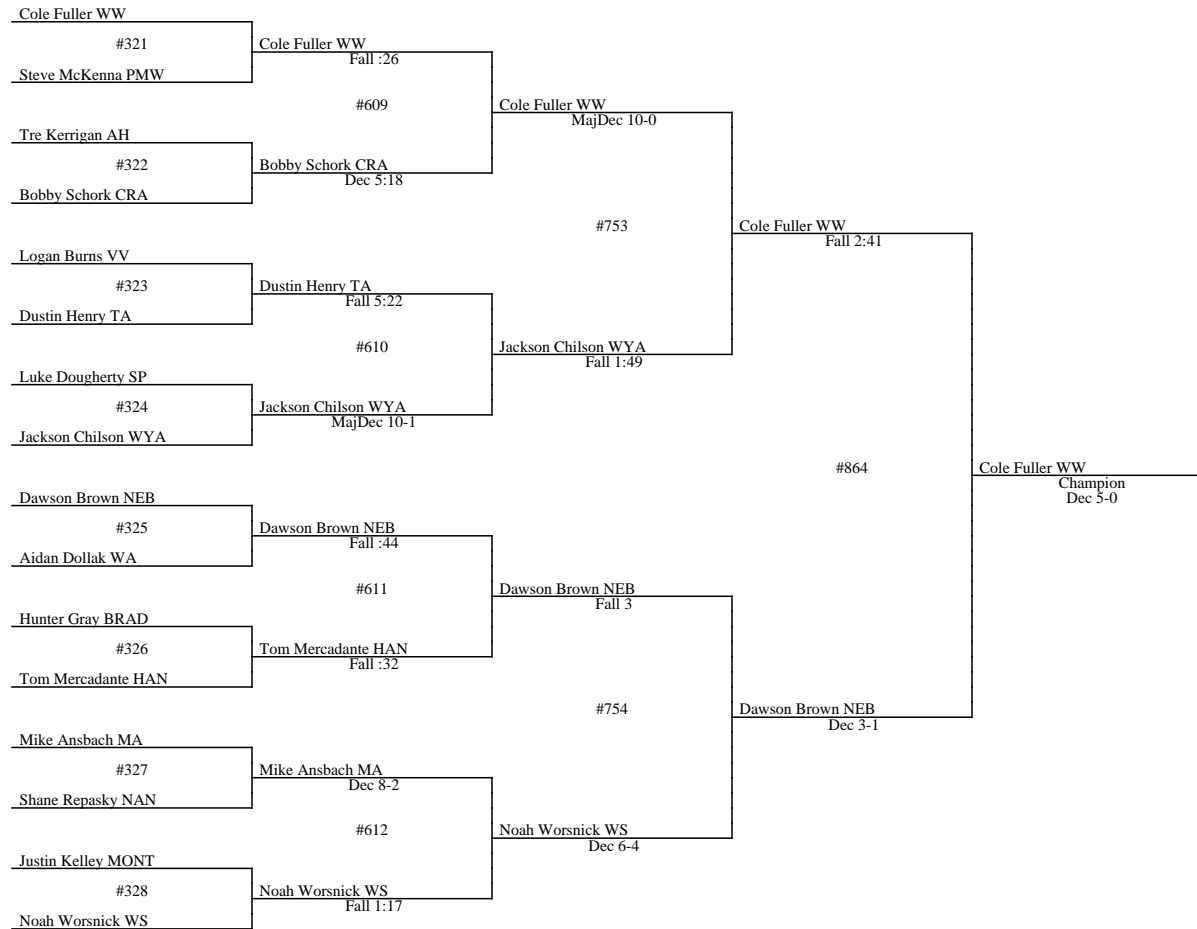 Cole Fuller WW
#321
Steve McKenna PMW
Cole Fuller WW
Fall :26
#609
Tre Kerrigan AH
#322
Bobby Schork CRA
Bobby Schork CRA
Dec 5:18
Cole Fuller WW
MajDec 10-0
#753
Logan Burns VV
#323
Dustin Henry TA
Dustin Henry TA
Fall 5:22
#610
Luke Dougherty SP
#324
Jackson Chilson WYA
Jackson Chilson WYA
MajDec 10-1
Jackson Chilson WYA
Fall 1:49
Cole Fuller WW
Fall 2:41
#864
Cole Fuller WW
Champion
Dec 5-0
Dawson Brown NEB
#325
Aidan Dollak WA
Dawson Brown NEB
Fall :44
#611
Hunter Gray BRAD
#326
Tom Mercadante HAN
Tom Mercadante HAN
Fall :32
Dawson Brown NEB
Fall 3
#754
Dawson Brown NEB
Dec 3-1
Mike Ansbach MA
#327
Shane Repasky NAN
Mike Ansbach MA
Dec 8-2
#612
Noah Worsnick WS
Dec 6-4
Justin Kelley MONT
#328
Noah Worsnick WS
Noah Worsnick WS
Fall 1:17